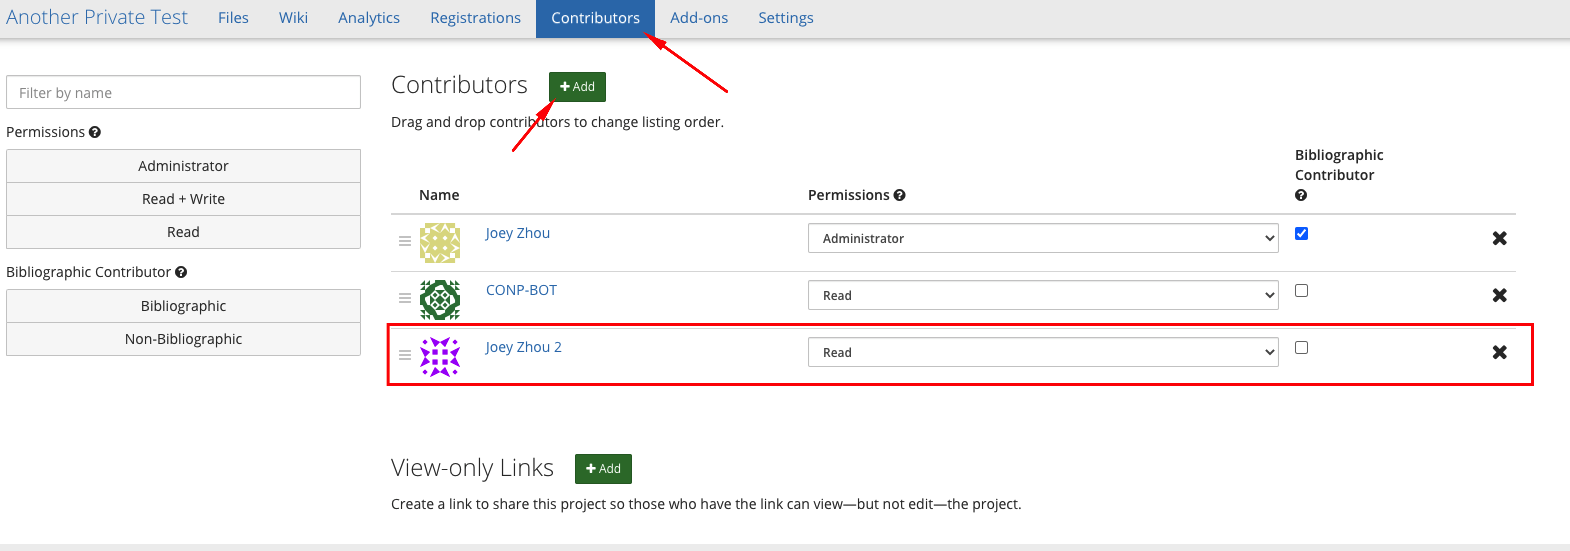 Another Private Test Files Wiki Analytics Registrations Contributors Add-ons Settings
Filter by name
Permissions
Administrator
Read + Write
Read
Bibliographic Contributor
Bibliographic
Non-Bibliographic
Contributors Add
Drag and drop contributors to change listing order.
Name Permissions Bibliographic
Contributor
Joey Zhou Administrator
CONP-BOT Read
Joey Zhou 2 Read
View-only Links Add
Create a link to share this project so those who have the link can view—but not edit—the project.